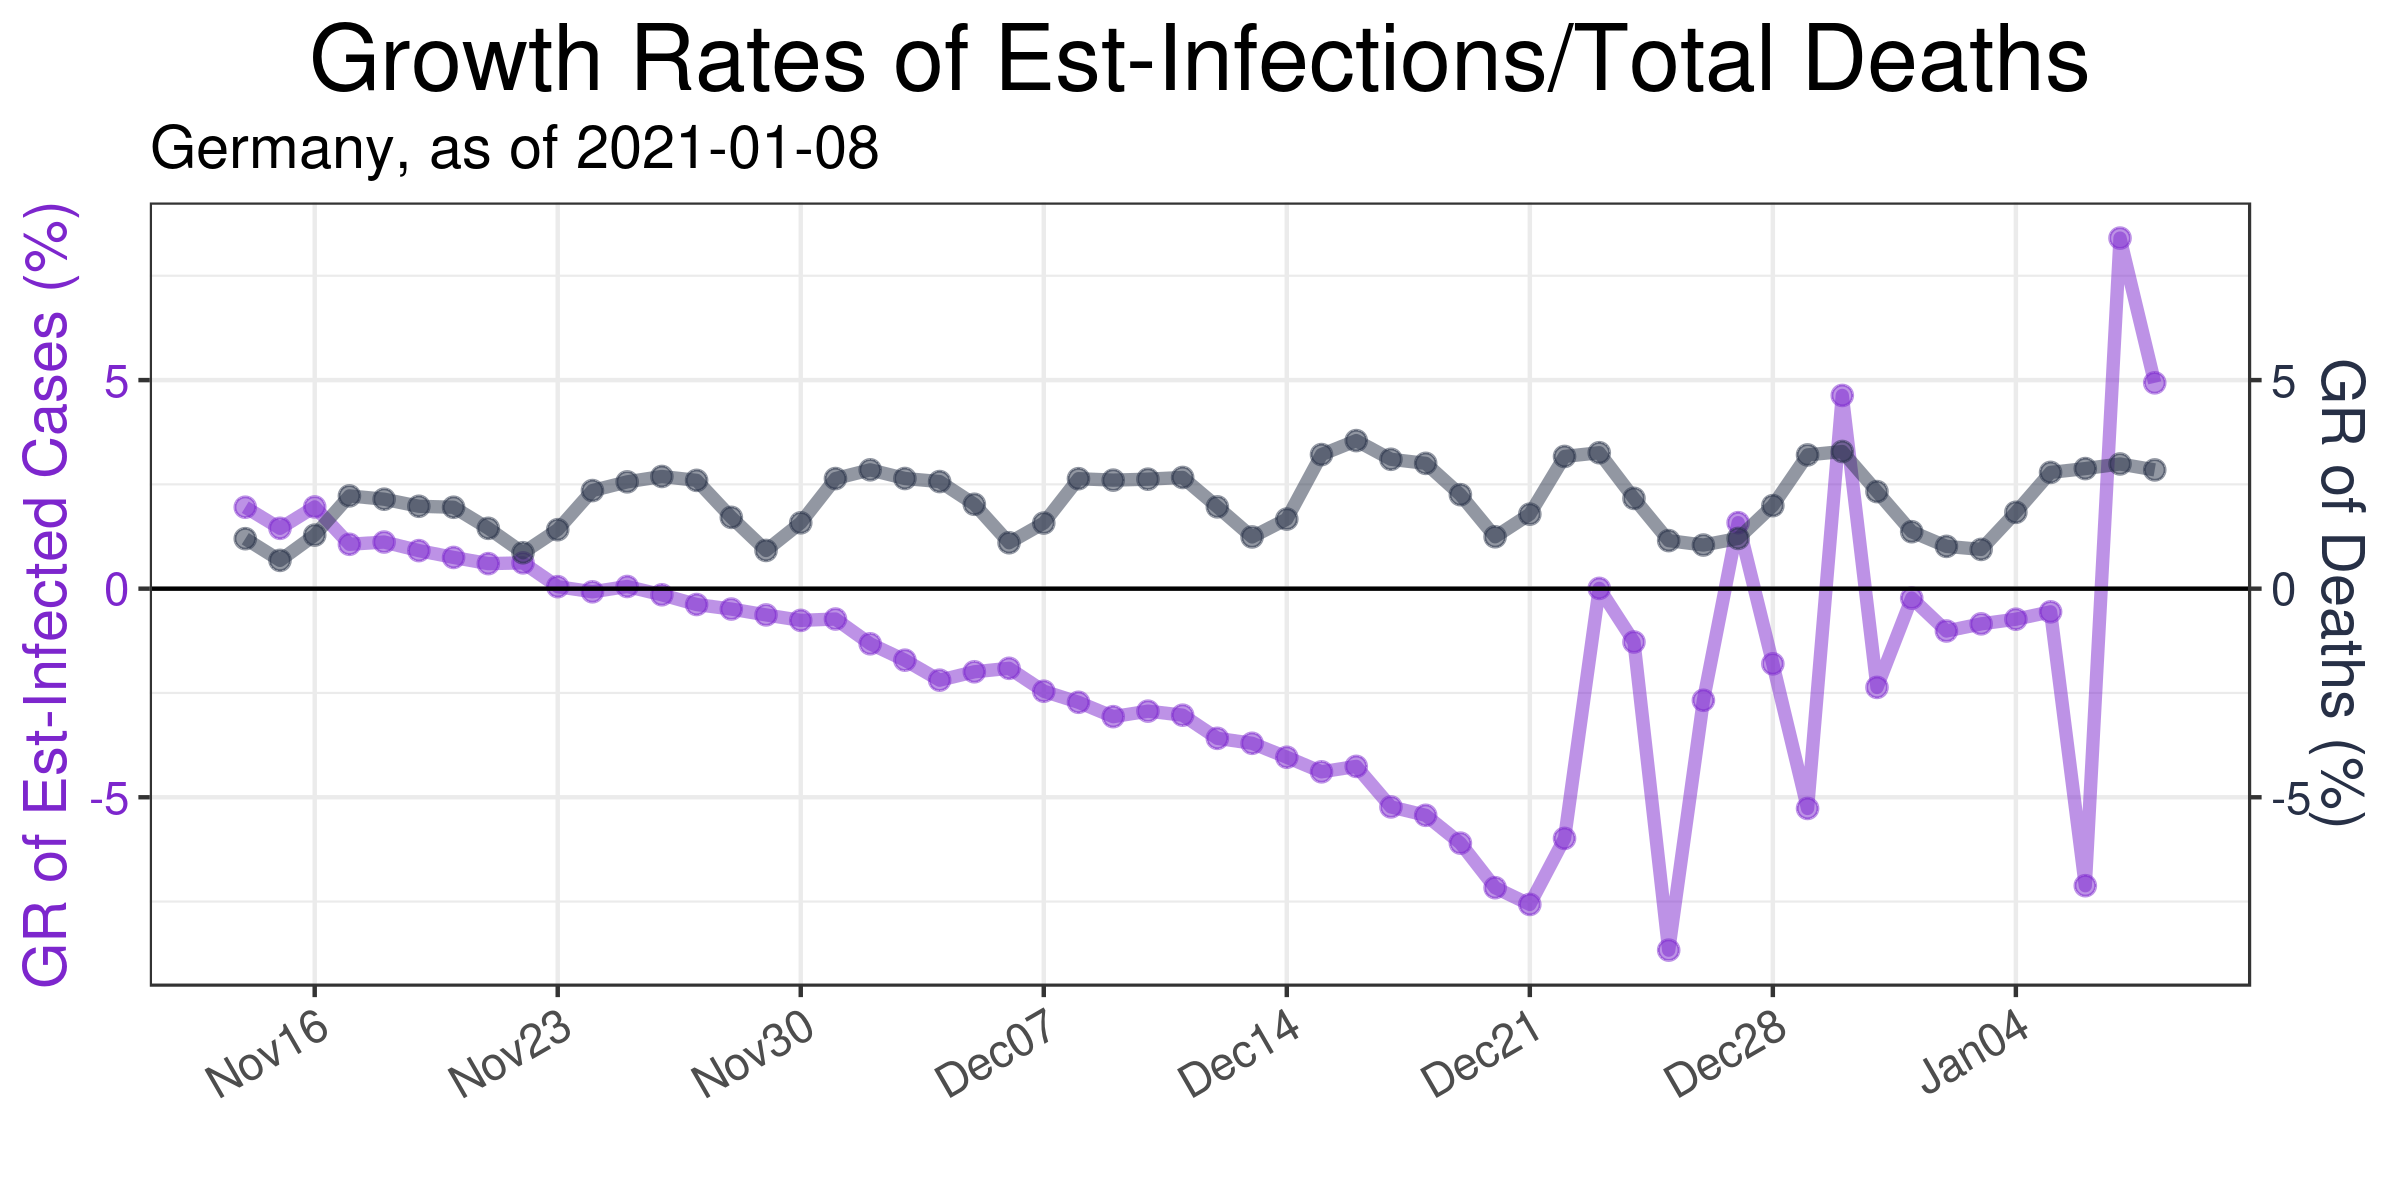 Growth Rates of Est-Infections/Total Deaths
Germany, as of 2021-01-08
GR of Est-Infected Cases (%)
5
0
-5
5
0
-5
GR of Deaths (%)
Nov16
Nov23
Nov30
Dec07
Dec14
Dec21
Dec28
Jan04